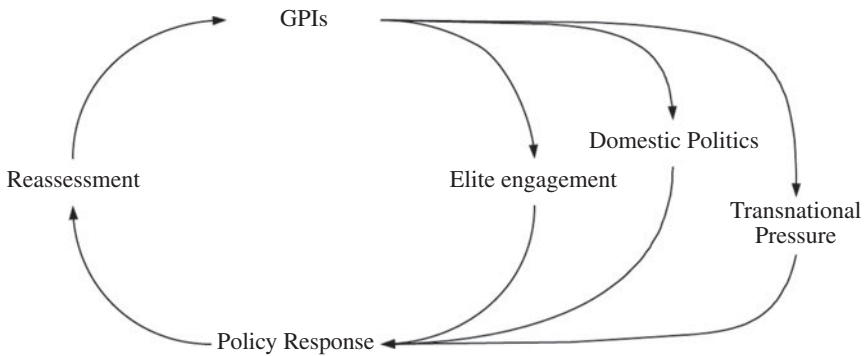 GPIs
Domestic Politics
Reassessment
Elite engagement
Transnational
Pressure
Policy Response